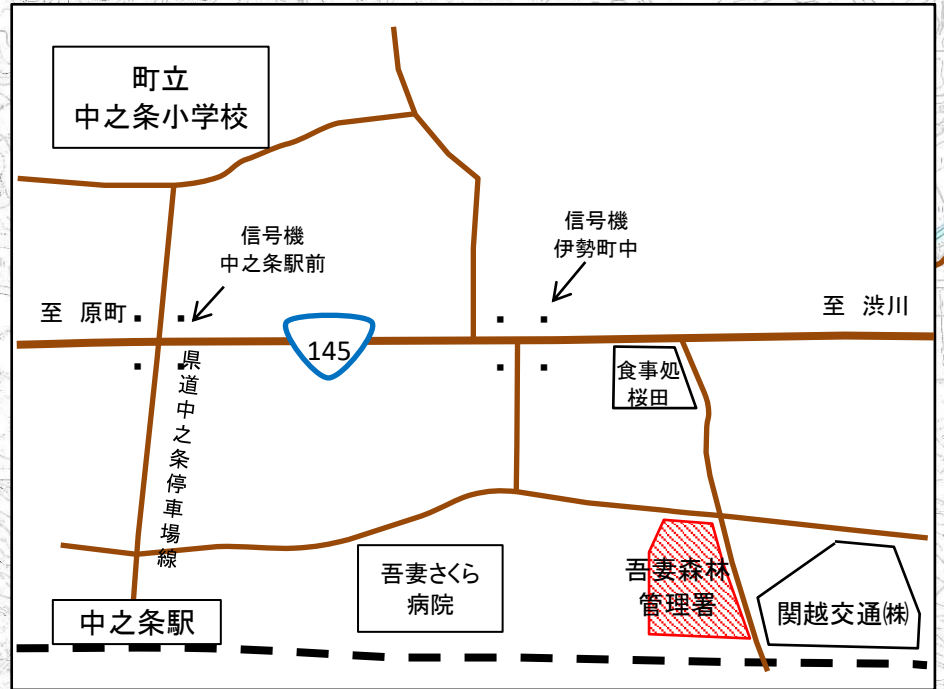 町立
中之条小学校
信号機
中之条駅前
信号機
伊勢町中
至 原町
至 渋川
145
食事処
桜田
県道中之条停車場線
吾妻さくら
病院
吾妻森林
管理署
関越交通㈱
中之条駅